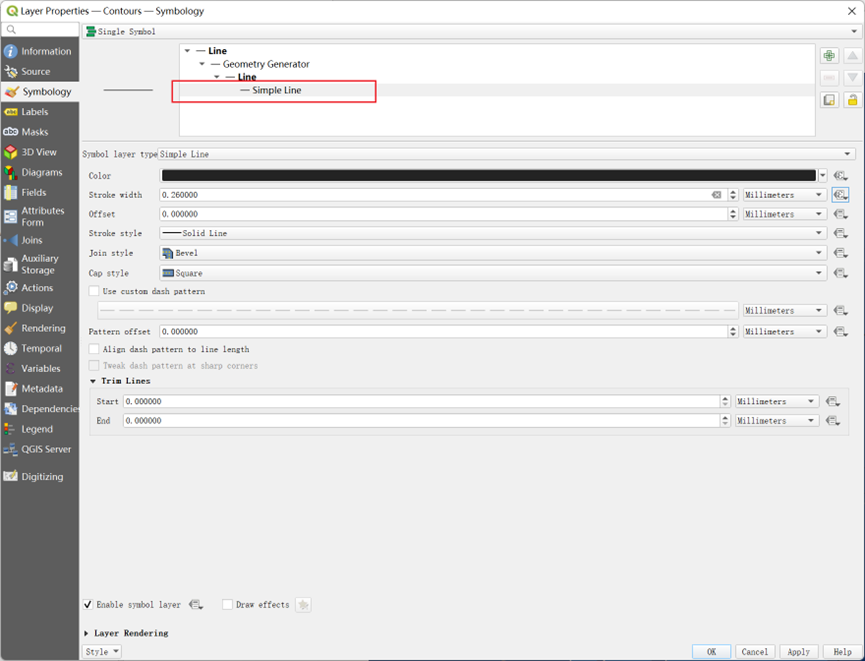 Layer Properties — Contours — Symbology
Information
Source
Symbology
Labels
Masks
3D View
Diagrams
Fields
Attributes
Form
Joins
Auxiliary
Storage
Actions
Display
Rendering
Temporal
Variables
Metadata
Dependencies
Legend
QGIS Server
Digitizing
Single Symbol
Line
Geometry Generator
Line
Simple Line
Symbol layer type Simple Line
Color
Stroke width 0.260000 Millimeters
Offset 0.000000 Millimeters
Stroke style Solid Line
Join style Bevel
Cap style Square
Use custom dash pattern
Millimeters
Pattern offset 0.000000 Millimeters
Align dash pattern to line length
Tweak dash pattern at sharp corners
Trim Lines
Start 0.000000 Millimeters
End 0.000000 Millimeters
Enable symbol layer Draw effects
Layer Rendering
Style OK Cancel Apply Help